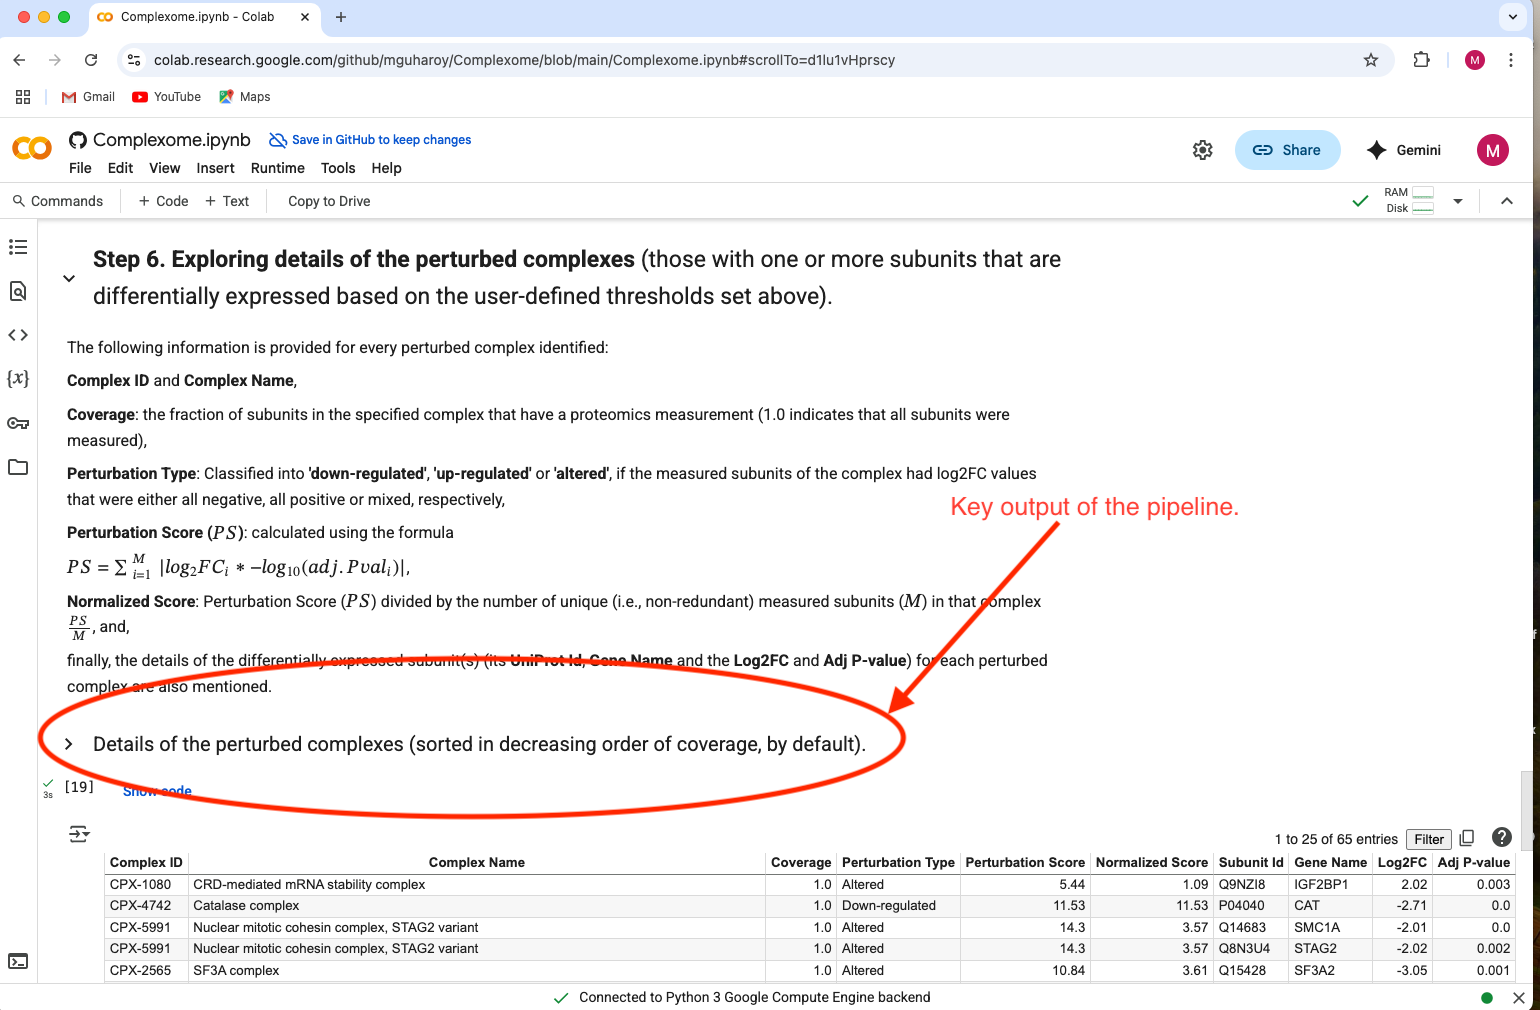 Complexome.ipynb - Colab
colab.research.google.com/github/mguharoy/Complexome/blob/main/Complexome.ipynb#scrollTo=d1lu1vHprscy
M
Gmail YouTube Maps
Complexome.ipynb Save in GitHub to keep changes
File Edit View Insert Runtime Tools Help
Share Gemini M
Commands + Code + Text Copy to Drive
RAM
Disk
Step 6. Exploring details of the perturbed complexes (those with one or more subunits that are
differentially expressed based on the user-defined thresholds set above).
The following information is provided for every perturbed complex identified:
Complex ID and Complex Name,
Coverage: the fraction of subunits in the specified complex that have a proteomics measurement (1.0 indicates that all subunits were
measured),
Perturbation Type: Classified into 'down-regulated', 'up-regulated' or 'altered', if the measured subunits of the complex had log2FC values
that were either all negative, all positive or mixed, respectively,
Key output of the pipeline.
Perturbation Score (PS): calculated using the formula
PS = ∑ M i=1 |log2FCi * −log10(adj.Pvali)|,
Normalized Score: Perturbation Score (PS) divided by the number of unique (i.e., non-redundant) measured subunits (M) in that complex
PS/M, and,
finally, the details of the differentially expressed subunit(s) (its UniProt Id, Gene Name and the Log2FC and Adj P-value) for each perturbed
complex are also mentioned.
Details of the perturbed complexes (sorted in decreasing order of coverage, by default).
[19] Show code
3s
1 to 25 of 65 entries Filter
Complex ID Complex Name Coverage Perturbation Type Perturbation Score Normalized Score Subunit Id Gene Name Log2FC Adj P-value
CPX-1080 CRD-mediated mRNA stability complex 1.0 Altered 5.44 1.09 Q9NZI8 IGF2BP1 2.02 0.003
CPX-4742 Catalase complex 1.0 Down-regulated 11.53 11.53 P04040 CAT -2.71 0.0
CPX-5991 Nuclear mitotic cohesin complex, STAG2 variant 1.0 Altered 14.3 3.57 Q14683 SMC1A -2.01 0.0
CPX-5991 Nuclear mitotic cohesin complex, STAG2 variant 1.0 Altered 14.3 3.57 Q8N3U4 STAG2 -2.02 0.002
CPX-2565 SF3A complex 1.0 Altered 10.84 3.61 Q15428 SF3A2 -3.05 0.001
Connected to Python 3 Google Compute Engine backend